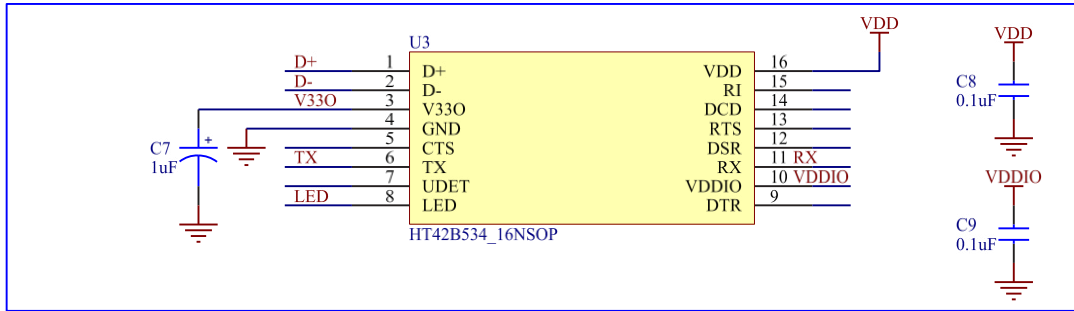 U3
VDD
D+ 1 D+ VDD 16
D- 2 D- RI 15
V33O 3 V33O DCD 14
4 GND RTS 13
5 CTS DSR 12
TX 6 TX RX 11 RX
7 UDET VDDIO 10 VDDIO
LED 8 LED DTR 9
HT42B534_16NSOP
C7 +
1uF
VDD
C8
0.1uF
VDDIO
C9
0.1uF